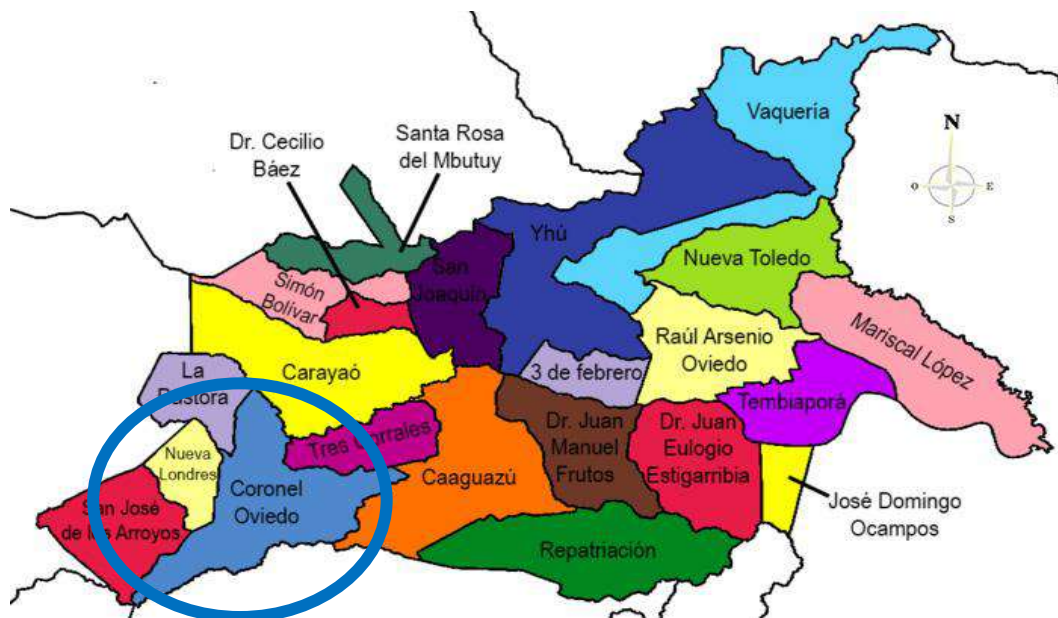 Vaquería
N
O
E
S
Santa Rosa
del Mbutuy
Dr. Cecilio
Báez
Yhú
Nueva Toledo
San
Joaquín
Simón
Bolívar
Mariscal López
Raúl Arsenio
Oviedo
Carayaó
3 de febrero
La
Pastora
Tembiaporá
Tres Corrales
Dr. Juan
Manuel
Frutos
Dr. Juan
Eulogio
Estigarribia
Nueva
Londres
Coronel
Oviedo
Caaguazú
José Domingo
Ocampos
San José
de los Arroyos
Repatriación